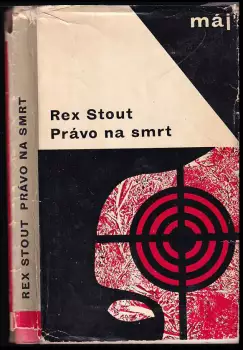 máj
Rex Stout
Právo na smrt
REX STOUT PRÁVO NA SMRT